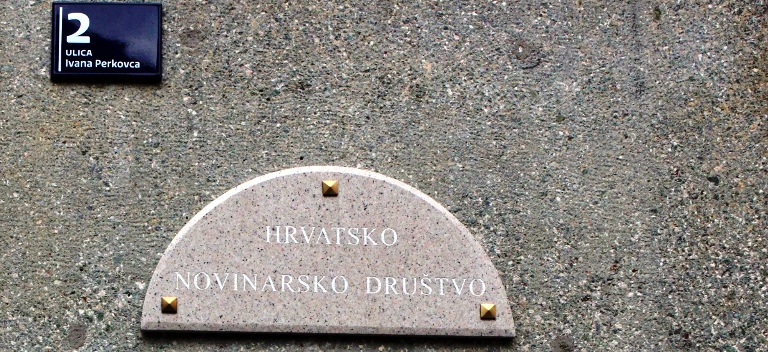 2
ULICA
Ivana Perkovca
HRVATSKO
NOVINARSKO DRUŠTVO